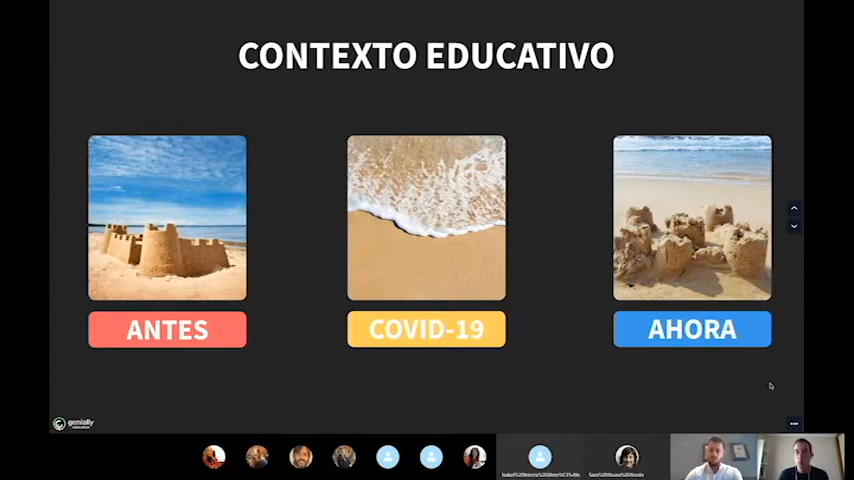 CONTEXTO EDUCATIVO
ANTES
COVID-19
AHORA
genially